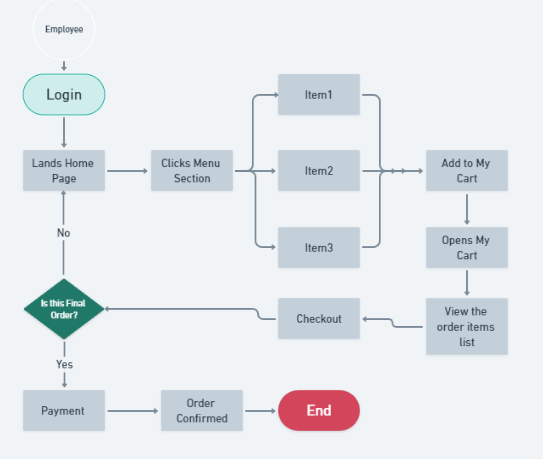 Employee
Login
Item1
Lands Home
Page
Clicks Menu
Section
Item2
Add to My
Cart
Item3
Opens My
Cart
No
Is this Final
Order?
Checkout
View the
order items
list
Yes
Payment
Order
Confirmed
End